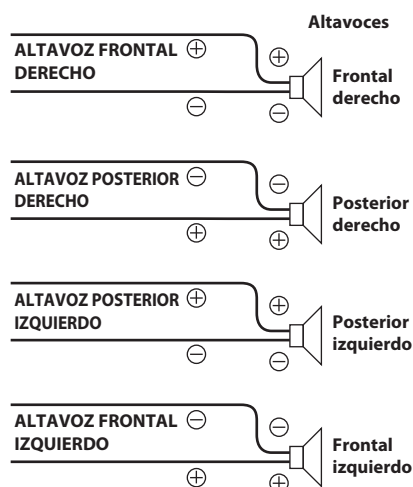 Altavoces
ALTAVOZ FRONTAL ⊕ ⊕
DERECHO
Frontal
derecho
⊖ ⊖
ALTAVOZ POSTERIOR ⊖ ⊖
DERECHO
Posterior
derecho
⊕ ⊕
ALTAVOZ POSTERIOR ⊕ ⊕
IZQUIERDO
Posterior
izquierdo
⊖ ⊖
ALTAVOZ FRONTAL ⊖ ⊖
IZQUIERDO
Frontal
izquierdo
⊕ ⊕